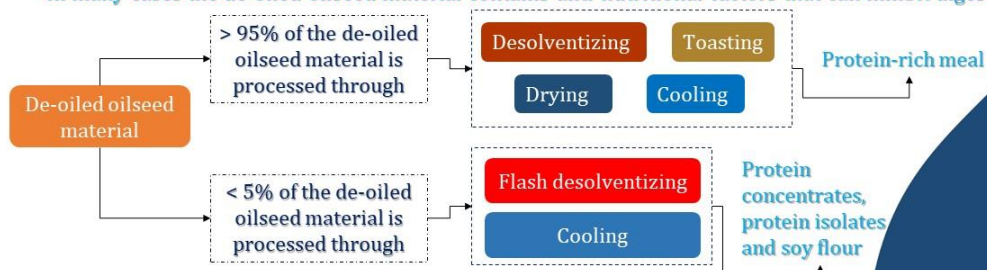 > 95% of the de-oiled
oilseed material is
processed through
Desolventizing
Toasting
Drying
Cooling
Protein-rich meal
De-oiled oilseed
material
< 5% of the de-oiled
oilseed material is
processed through
Flash desolventizing
Cooling
Protein
concentrates,
protein isolates
and soy flour